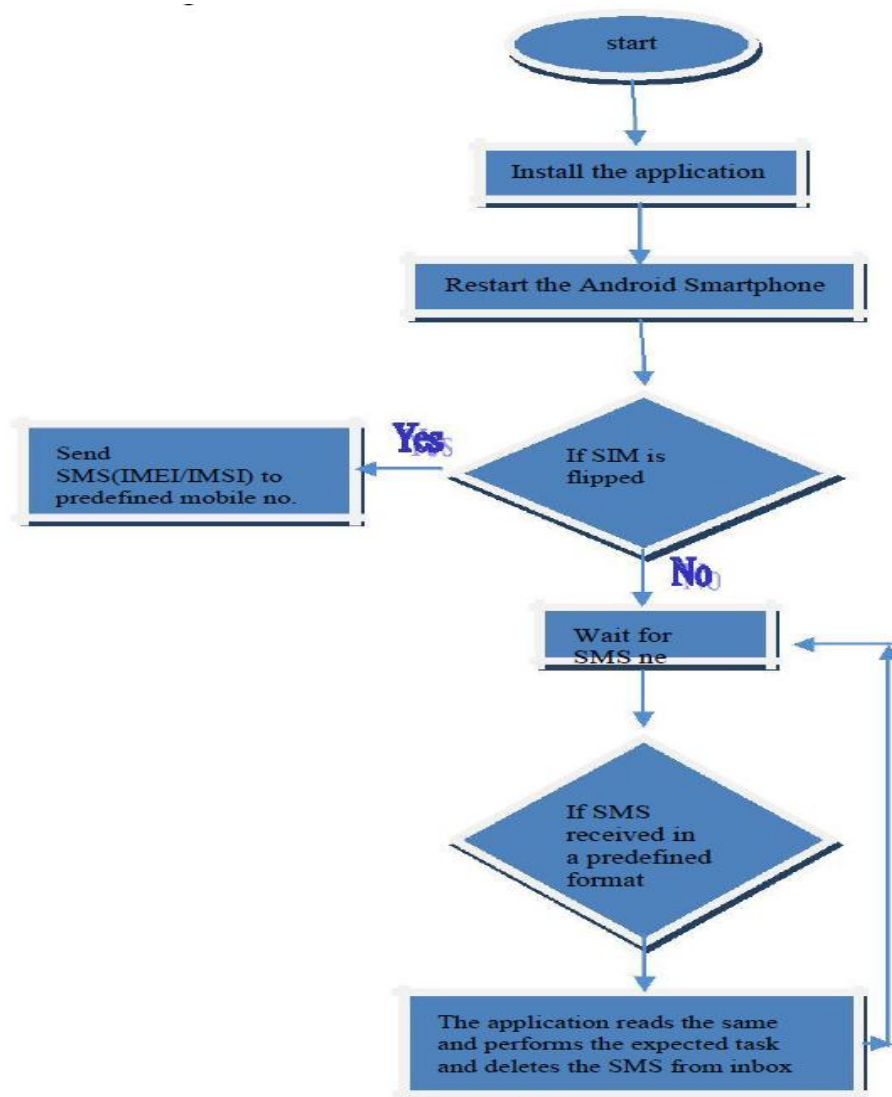 start
Install the application
Restart the Android Smartphone
If SIM is
flipped
Yes
Send
SMS(IMEI/IMSI) to
predefined mobile no.
No
Wait for
SMS ne
If SMS
received in
a predefined
format
The application reads the same
and performs the expected task
and deletes the SMS from inbox